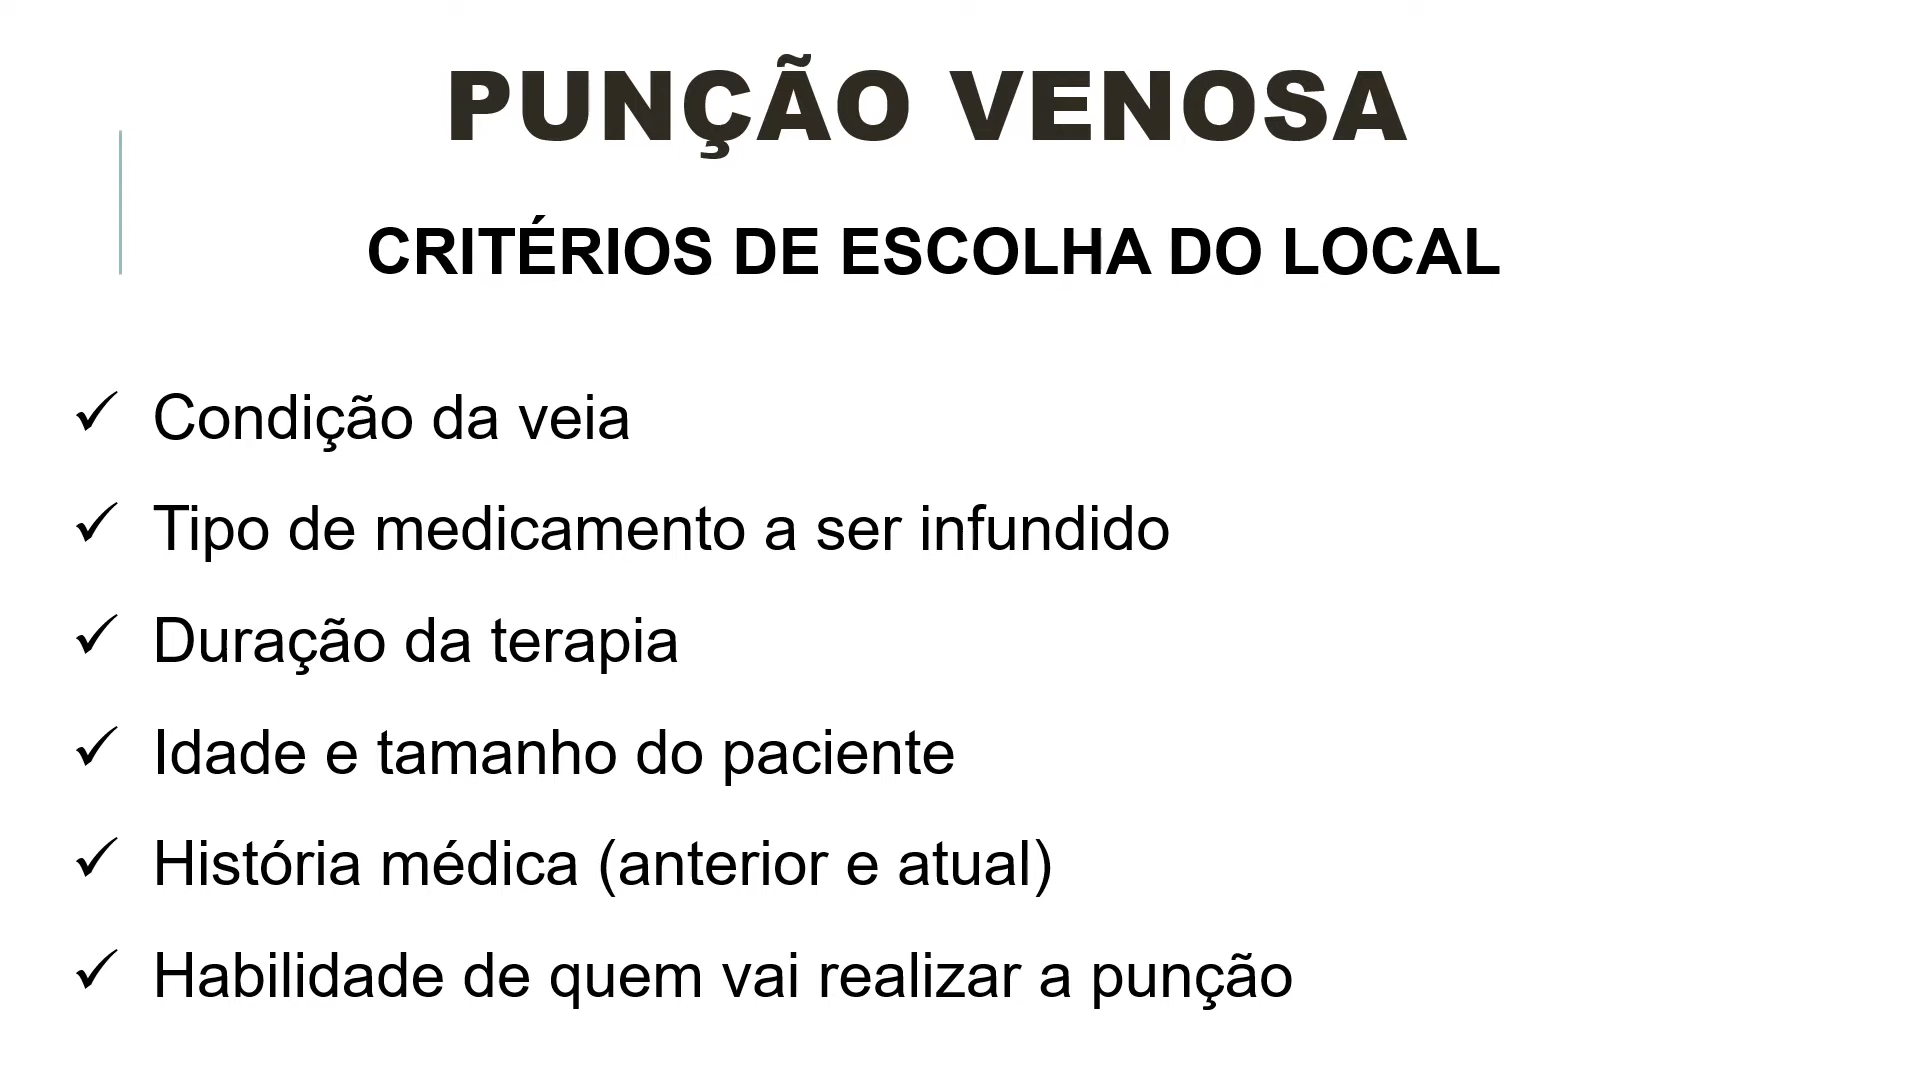 PUNÇÃO VENOSA
CRITÉRIOS DE ESCOLHA DO LOCAL
✓ Condição da veia
✓ Tipo de medicamento a ser infundido
✓ Duração da terapia
✓ Idade e tamanho do paciente
✓ História médica (anterior e atual)
✓ Habilidade de quem vai realizar a punção